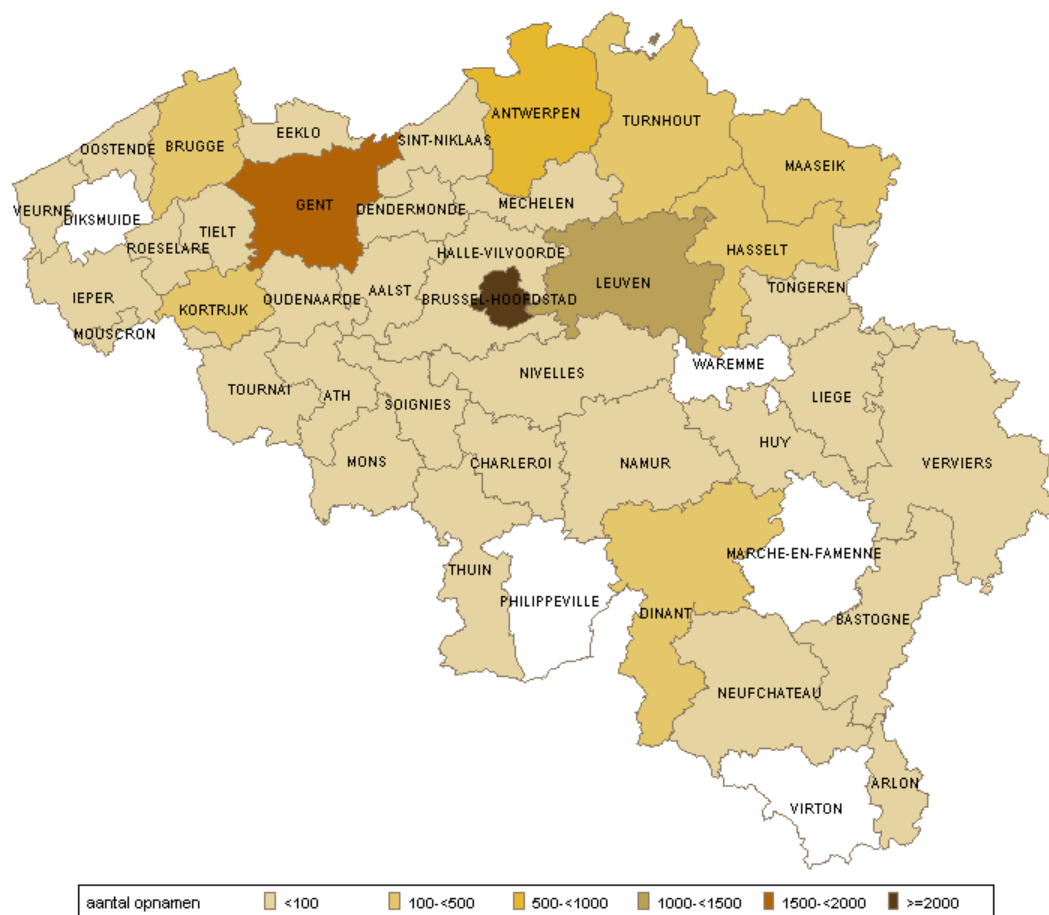 ANTWERPEN
TURNHOUT
EEKLO
SINT-NIKLAAS
OOSTENDE
BRUGGE
MAASEIK
GENT
MECHELEN
DENDERMONDE
VEURNE
DIKSMUIDE
TIELT
ROESELARE
HALLE-VILVOORDE
HASSELT
LEUVEN
TONGEREN
AALST
IEPER
OUDENAARDE
BRUSSEL-HOOFDSTAD
KORTRIJK
MOUSCRON
WAREMME
NIVELLES
TOURNAI
ATH
SOIGNIES
LIEGE
HUY
MONS
CHARLEROI
NAMUR
VERVIERS
MARCHE-EN-FAMENNE
THUIN
PHILIPPEVILLE
DINANT
BASTOGNE
NEUFCHATEAU
ARLON
VIRTON
aantal opnamen <100 100-<500 500-<1000 1000-<1500 1500-<2000 >=2000